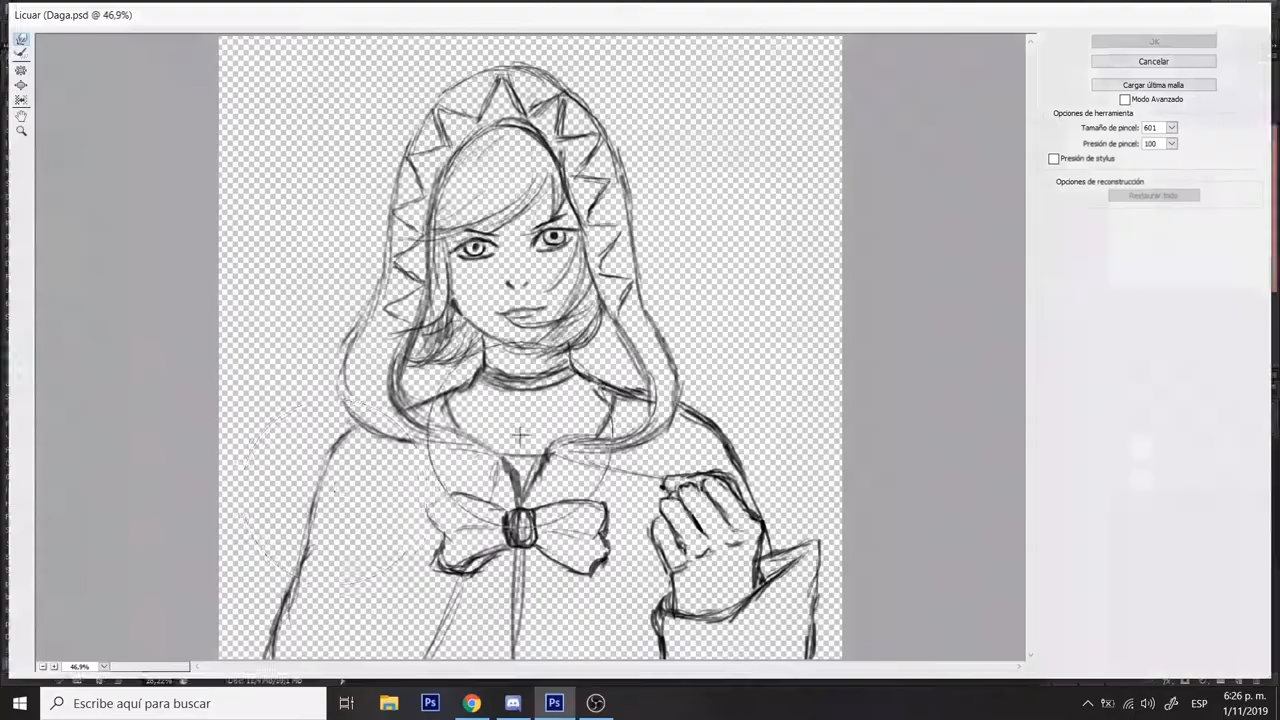 Licuar (Daga.psd @ 46,9%)
OK
Cancelar
Cargar última malla
Modo Avanzado
Opciones de herramienta
Tamaño de pincel: 601
Presión de pincel: 100
Presión de stylus
Opciones de reconstrucción
Restaurar todo
46,9%
Escribe aquí para buscar
Ps
Ps
ESP
6:26 p. m.
1/11/2019